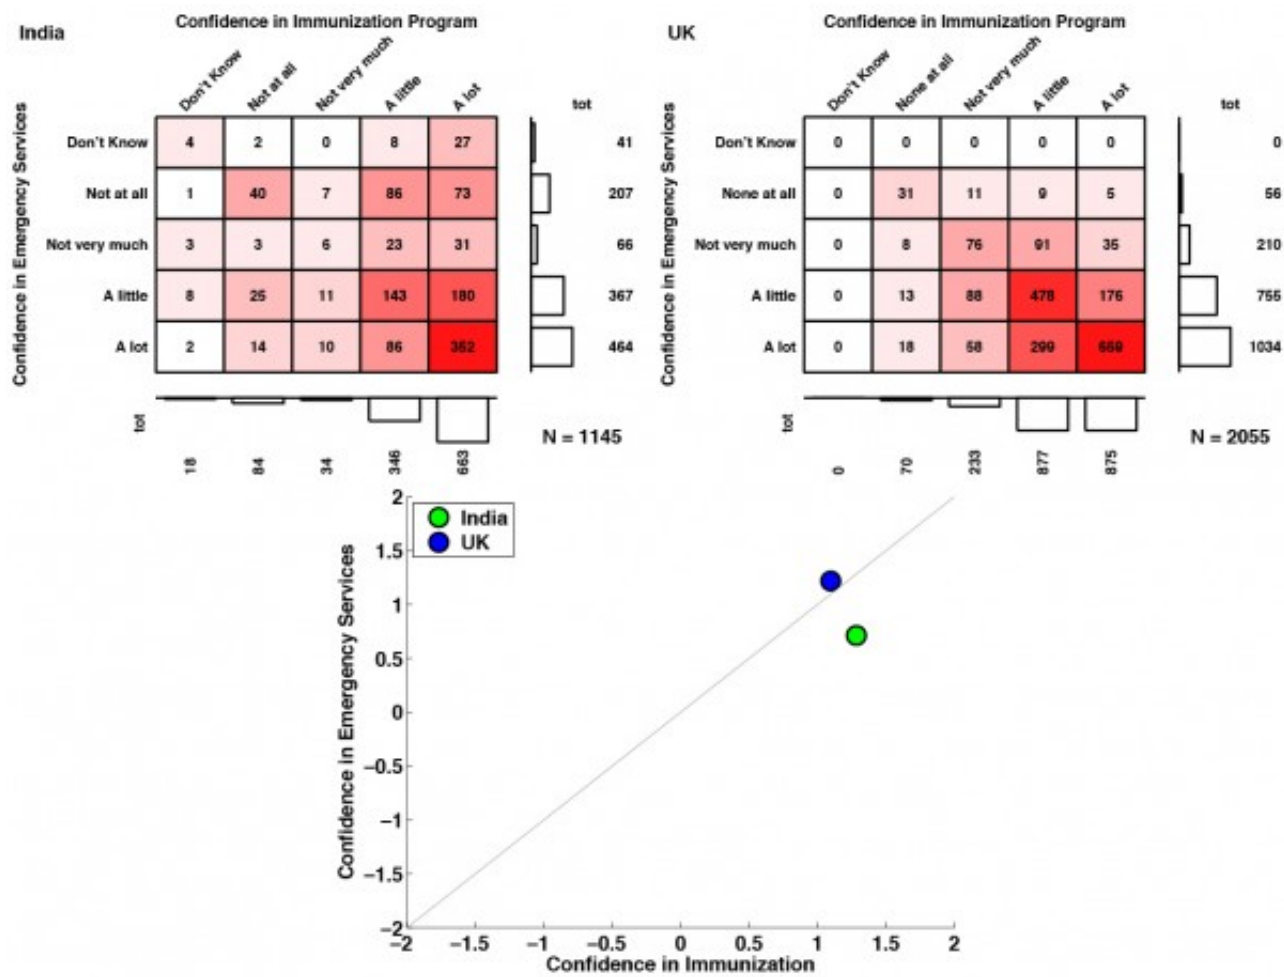 India
Confidence in Immunization Program
Don't Know Not at all Not very much A little A lot
tot
Confidence in Emergency Services
Don't Know 4 2 0 8 27 41
Not at all 1 40 7 86 73 207
Not very much 3 3 6 23 31 66
A little 8 25 11 143 180 367
A lot 2 14 10 86 352 464
tot
18 84 34 346 663
N = 1145
UK
Confidence in Immunization Program
Don't Know None at all Not very much A little A lot
tot
Confidence in Emergency Services
Don't Know 0 0 0 0 0 0
None at all 0 31 11 9 5 56
Not very much 0 8 76 91 35 210
A little 0 13 88 478 176 755
A lot 0 18 58 299 659 1034
tot
0 70 233 877 875
N = 2055
India
UK
Confidence in Emergency Services
2
1.5
1
0.5
0
−0.5
−1
−1.5
−2
−2 −1.5 −1 −0.5 0 0.5 1 1.5 2
Confidence in Immunization